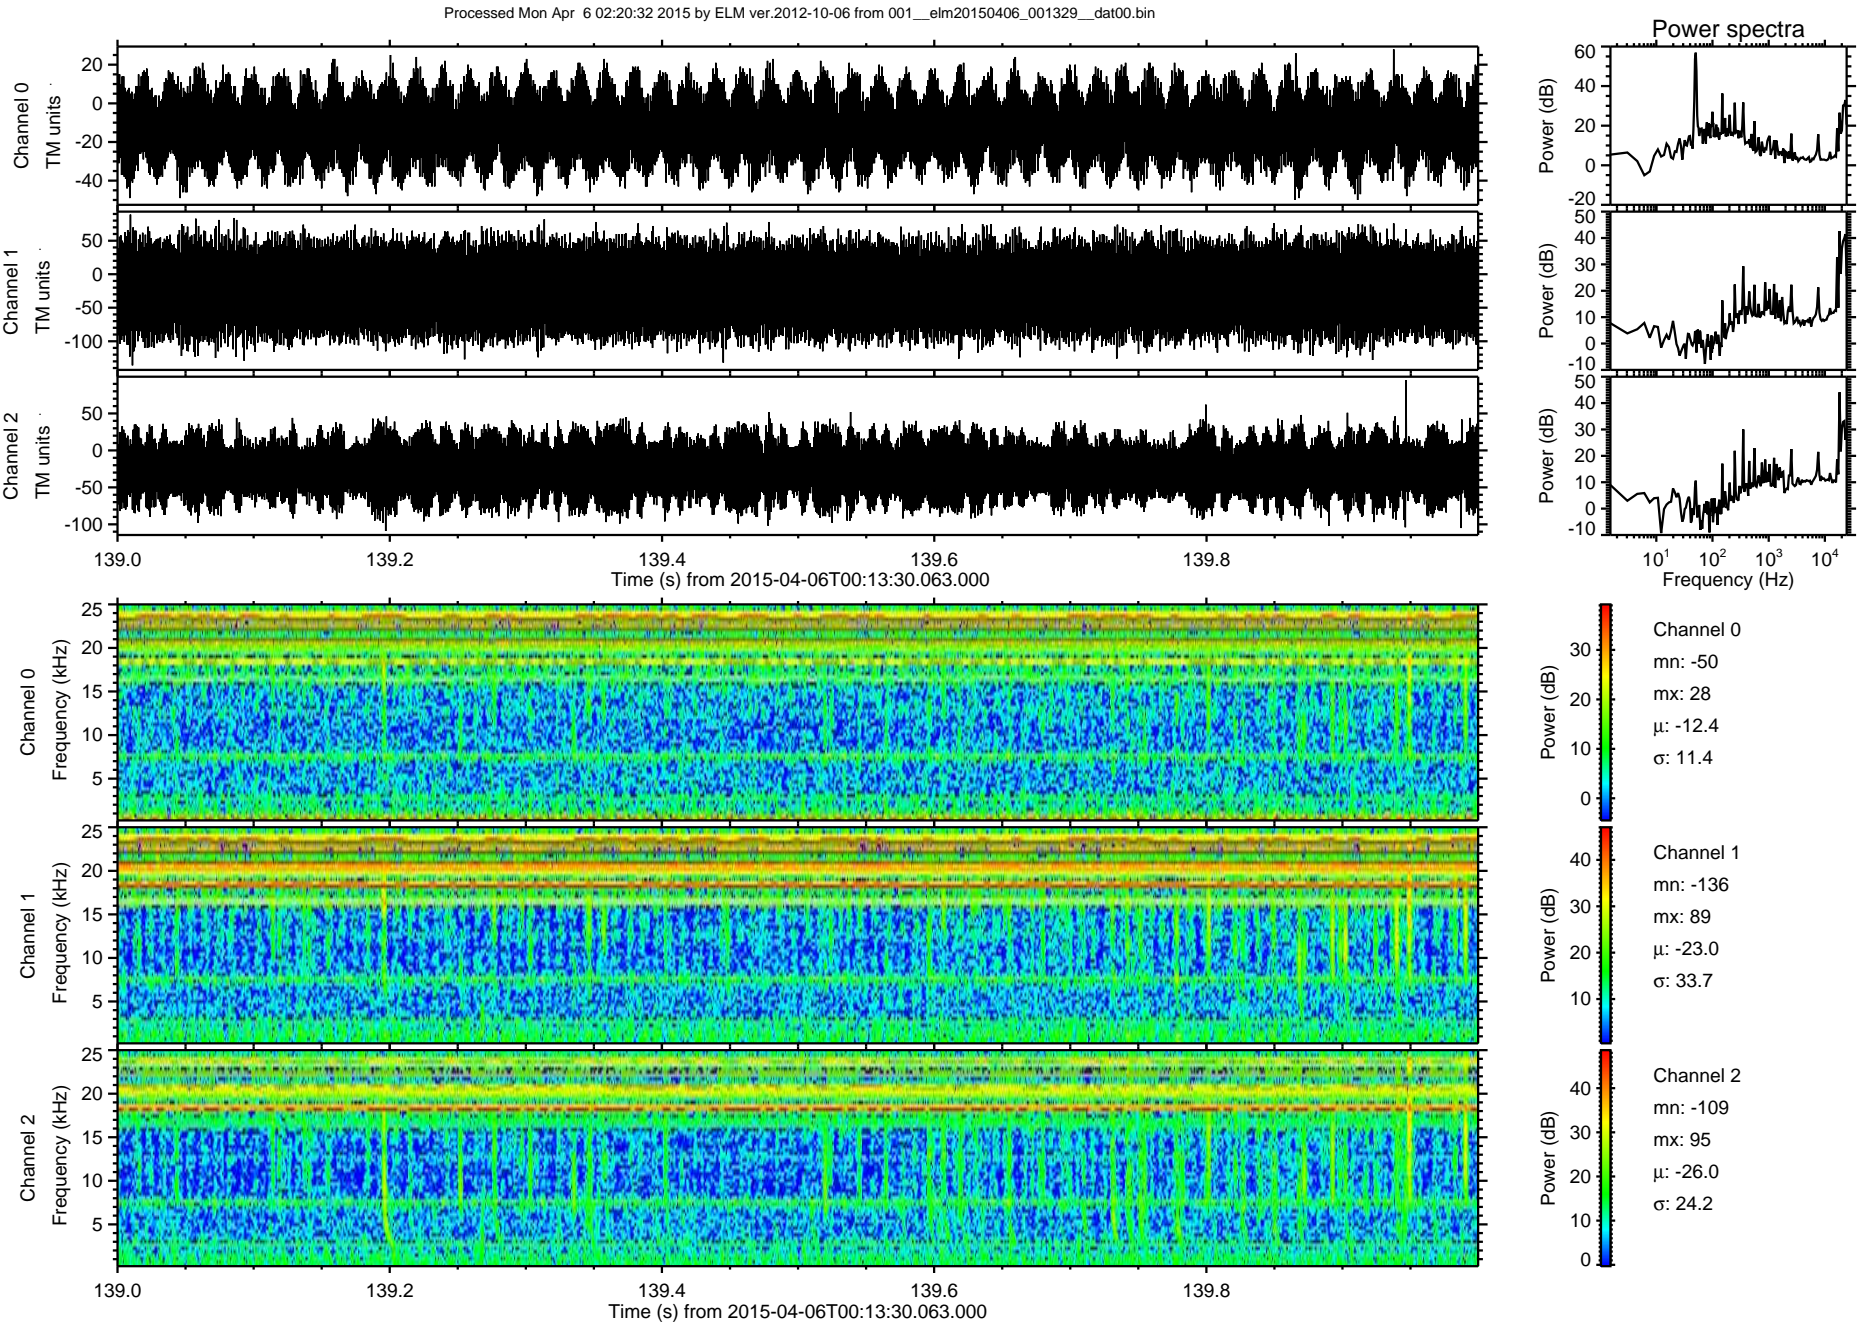 Processed Mon Apr  6 02:20:32 2015 by ELM ver.2012-10-06 from 001__elm20150406_001329__dat00.bin
Power spectra
Channel 0
TM units
20
0
-20
-40
Power (dB)
60
40
20
0
-20
Channel 1
TM units
50
0
-50
-100
Power (dB)
50
40
30
20
10
0
-10
Channel 2
TM units
50
0
-50
-100
Power (dB)
50
40
30
20
10
0
-10
139.0 139.2 139.4 139.6 139.8
Time (s) from 2015-04-06T00:13:30.063.000
10¹ 10² 10³ 10⁴
Frequency (Hz)
Channel 0
Frequency (kHz)
25
20
15
10
5
Power (dB)
30
20
10
0
Channel 0
mn: -50
mx: 28
μ: -12.4
σ: 11.4
Channel 1
Frequency (kHz)
25
20
15
10
5
Power (dB)
40
30
20
10
Channel 1
mn: -136
mx: 89
μ: -23.0
σ: 33.7
Channel 2
Frequency (kHz)
25
20
15
10
5
Power (dB)
40
30
20
10
0
Channel 2
mn: -109
mx: 95
μ: -26.0
σ: 24.2
139.0 139.2 139.4 139.6 139.8
Time (s) from 2015-04-06T00:13:30.063.000